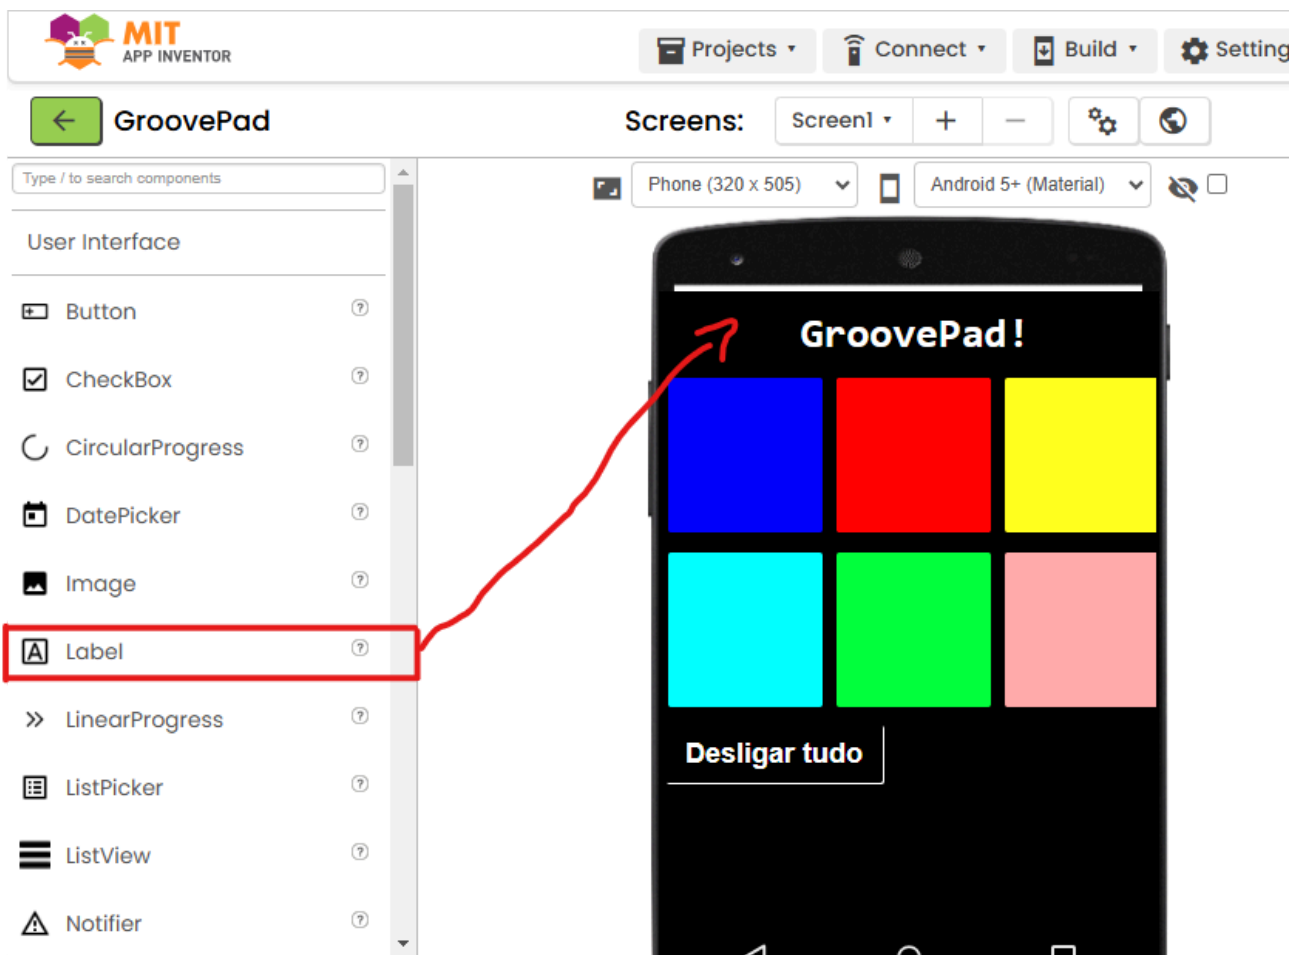 MIT
APP INVENTOR
Projects
Connect
Build
Setting
GroovePad
Screens:
Screen1
Type / to search components
Phone (320 x 505)
Android 5+ (Material)
User Interface
Button
CheckBox
CircularProgress
DatePicker
Image
Label
LinearProgress
ListPicker
ListView
Notifier
GroovePad!
Desligar tudo